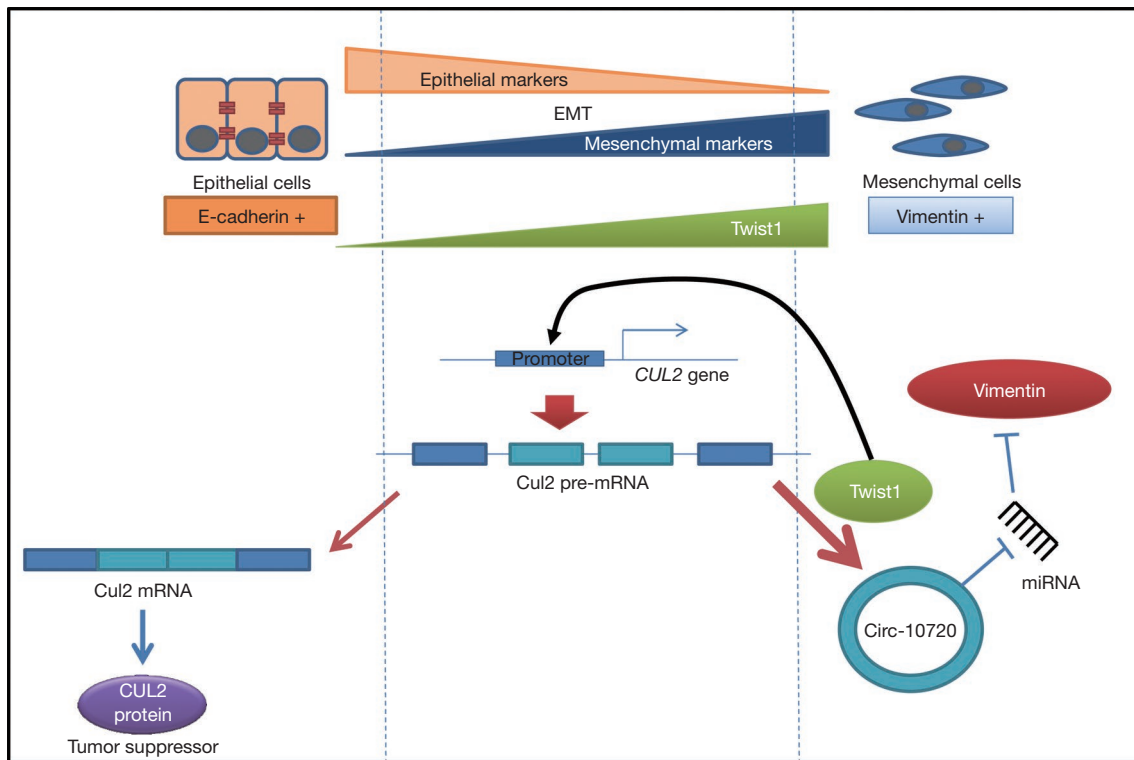 Epithelial markers
EMT
Mesenchymal markers
Epithelial cells
E-cadherin +
Mesenchymal cells
Vimentin +
Twist1
Promoter
CUL2 gene
Vimentin
Cul2 pre-mRNA
Twist1
Cul2 mRNA
miRNA
Circ-10720
CUL2
protein
Tumor suppressor